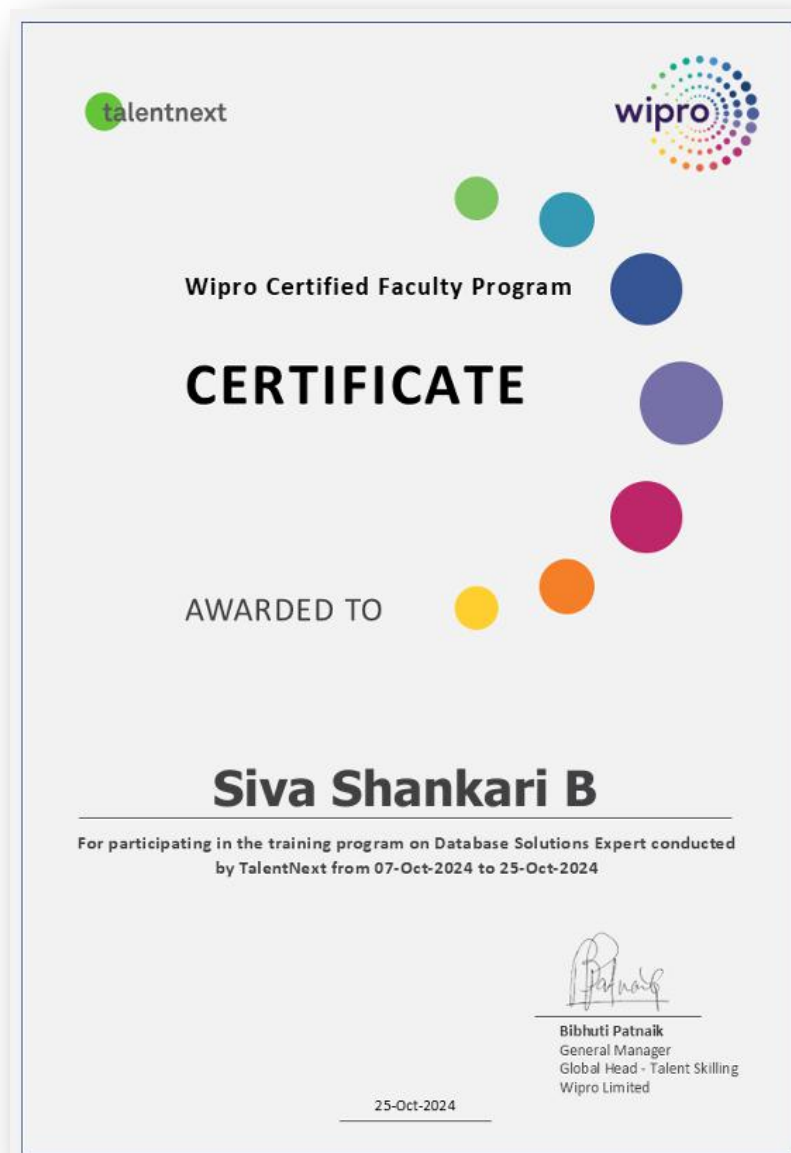 talentnext
wipro
Wipro Certified Faculty Program
CERTIFICATE
AWARDED TO
Siva Shankari B
For participating in the training program on Database Solutions Expert conducted
by TalentNext from 07-Oct-2024 to 25-Oct-2024
BPatnaik
Bibhuti Patnaik
General Manager
Global Head - Talent Skilling
Wipro Limited
25-Oct-2024